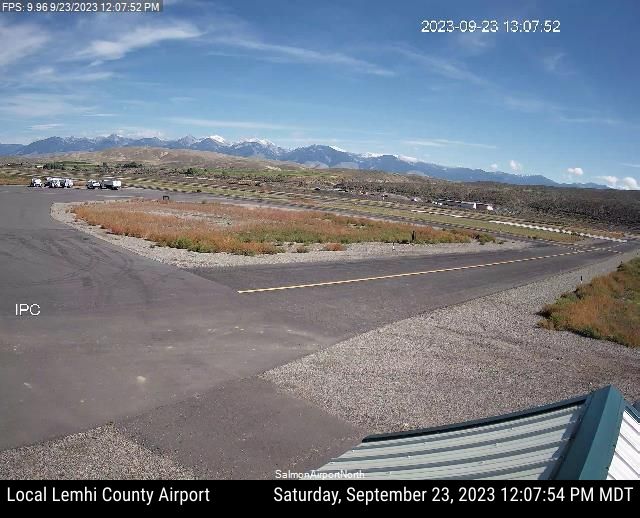 FPS: 9.96 9/23/2023 12:07:52 PM
2023-09-23 13:07:52
IPC
SalmonAirportNorth
Local Lemhi County Airport Saturday, September 23, 2023 12:07:54 PM MDT